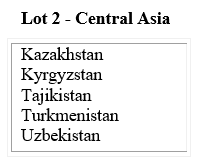 Lot 2 - Central Asia
Kazakhstan
Kyrgyzstan
Tajikistan
Turkmenistan
Uzbekistan